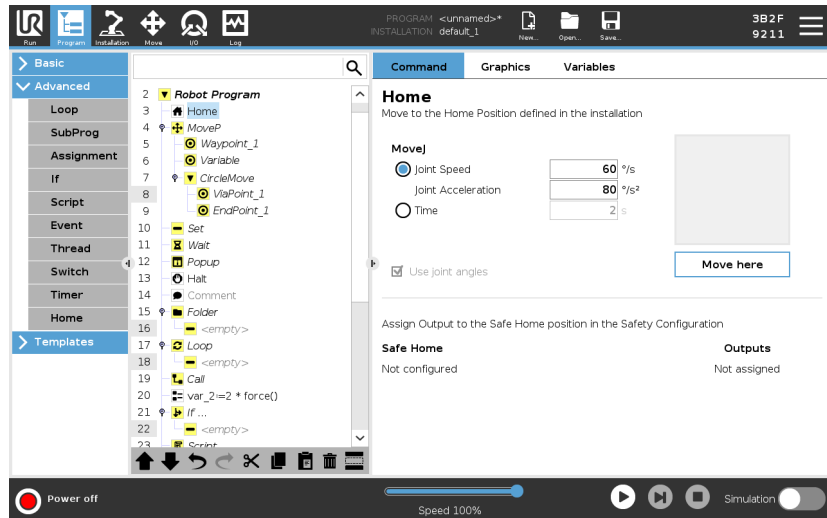 UR
Run
Program
Installation
Move
I/O
Log
PROGRAM <unnamed>*
INSTALLATION default_1
New...
Open...
Save...
3B2F
9211
Basic
Advanced
Loop
SubProg
Assignment
If
Script
Event
Thread
Switch
Timer
Home
Templates
2 Robot Program
3 Home
4 MoveP
5 Waypoint_1
6 Variable
7 CircleMove
8 ViaPoint_1
9 EndPoint_1
10 Set
11 Wait
12 Popup
13 Halt
14 Comment
15 Folder
16 <empty>
17 Loop
18 <empty>
19 Call
20 var_2:=2 * force()
21 If ...
22 <empty>
23 Script
Command Graphics Variables
Home
Move to the Home Position defined in the installation
MoveJ
Joint Speed 60 °/s
Joint Acceleration 80 °/s²
Time 2 s
Use joint angles
Move here
Assign Output to the Safe Home position in the Safety Configuration
Safe Home Outputs
Not configured Not assigned
Power off
Speed 100%
Simulation